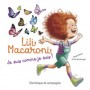 Lili
Macaroni
Je suis comme je suis !
Dominique et compagnie